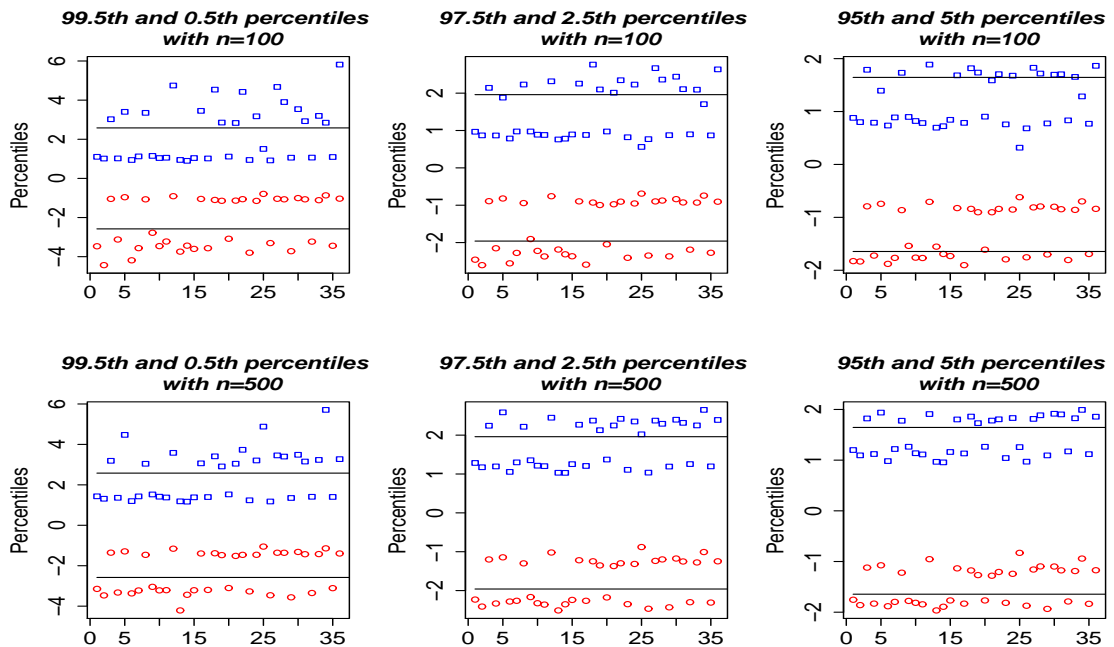 99.5th and 0.5th percentiles
with n=100
97.5th and 2.5th percentiles
with n=100
95th and 5th percentiles
with n=100
Percentiles
6
4
2
0
−2
−4
0 5 15 25 35
Percentiles
2
1
0
−1
−2
0 5 15 25 35
Percentiles
2
1
0
−1
−2
0 5 15 25 35
99.5th and 0.5th percentiles
with n=500
97.5th and 2.5th percentiles
with n=500
95th and 5th percentiles
with n=500
Percentiles
6
4
2
0
−2
−4
0 5 15 25 35
Percentiles
2
1
0
−1
−2
0 5 15 25 35
Percentiles
2
1
0
−1
−2
0 5 15 25 35